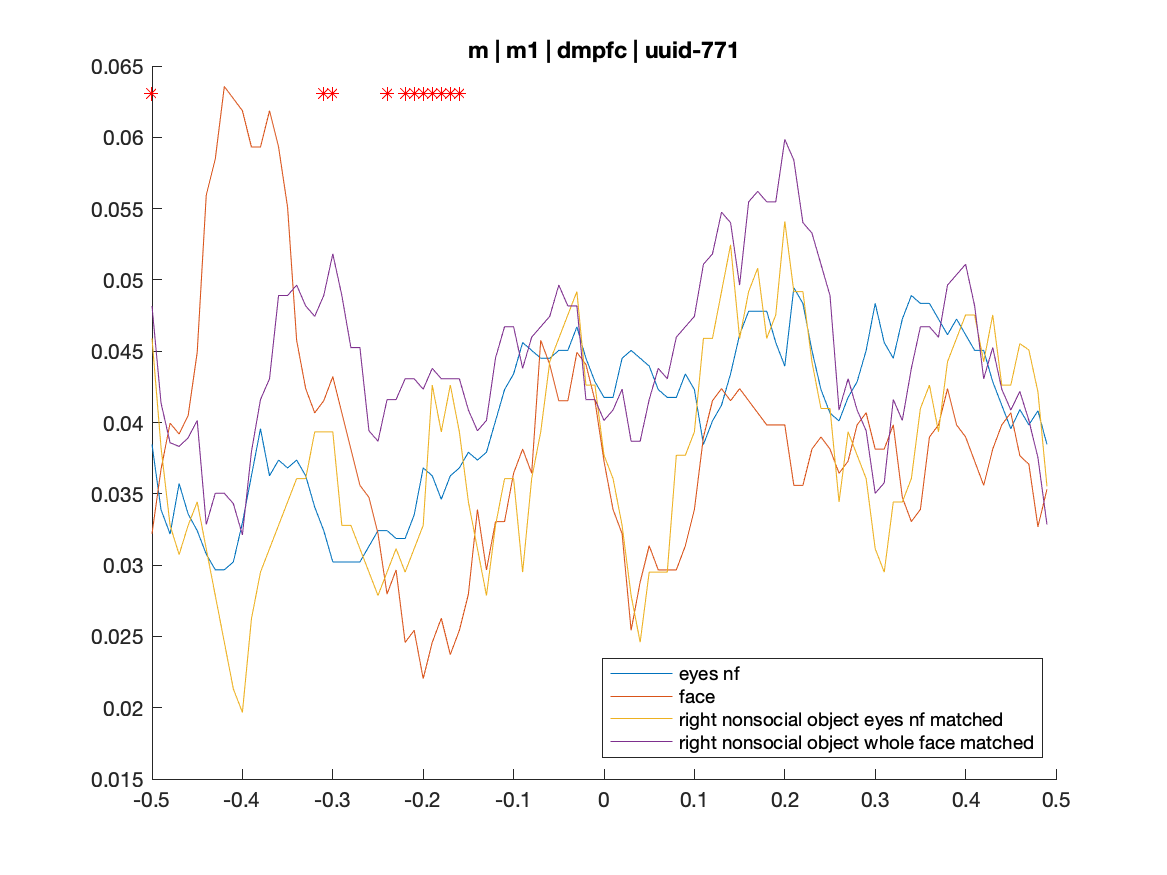 m | m1 | dmpfc | uuid-771
0.065
0.06
0.055
0.05
0.045
0.04
0.035
0.03
0.025
0.02
0.015
eyes nf
face
right nonsocial object eyes nf matched
right nonsocial object whole face matched
-0.5 -0.4 -0.3 -0.2 -0.1 0 0.1 0.2 0.3 0.4 0.5